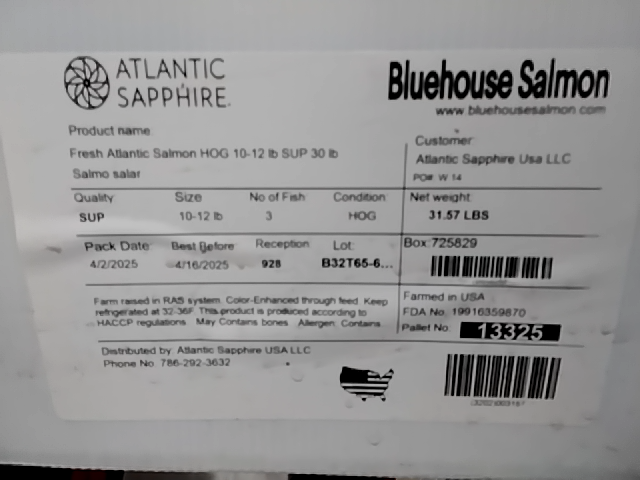 ATLANTIC
SAPPHIRE
Bluehouse Salmon
www.bluehousesalmon.com
Product name
Fresh Atlantic Salmon HOG 10-12 lb SUP 30 lb
Salmo salar
Customer
Atlantic Sapphire Usa LLC
PO#: W 14
Quality Size No of Fish Condition
SUP 10-12 lb 3 HOG
Net weight
31.57 LBS
Pack Date Best Before Reception Lot:
4/2/2025 4/16/2025 928 B32T65-6...
Box:725829
Farm raised in RAS system. Color-Enhanced through feed. Keep
refrigerated at 32-36F. This product is produced according to
HACCP regulations. May Contains bones. Allergen: Contains
Farmed in USA
FDA No. 19916359870
Pallet No. 13325
Distributed by: Atlantic Sapphire USA LLC
Phone No: 786-292-3632